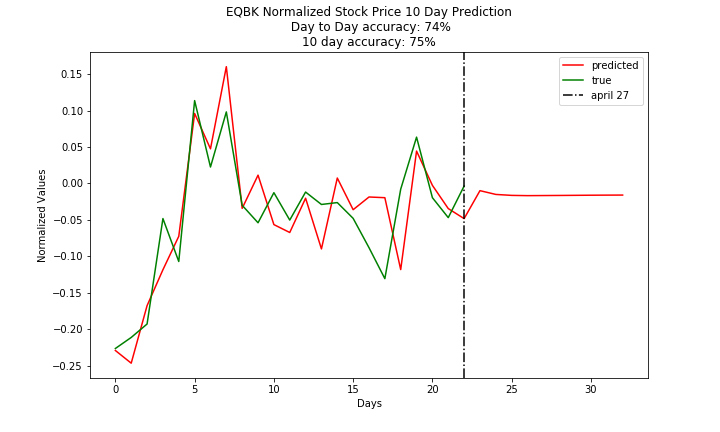 EQBK Normalized Stock Price 10 Day Prediction
Day to Day accuracy: 74%
10 day accuracy: 75%
predicted
true
april 27
Normalized Values
0.15
0.10
0.05
0.00
−0.05
−0.10
−0.15
−0.20
−0.25
0
5
10
15
20
25
30
Days